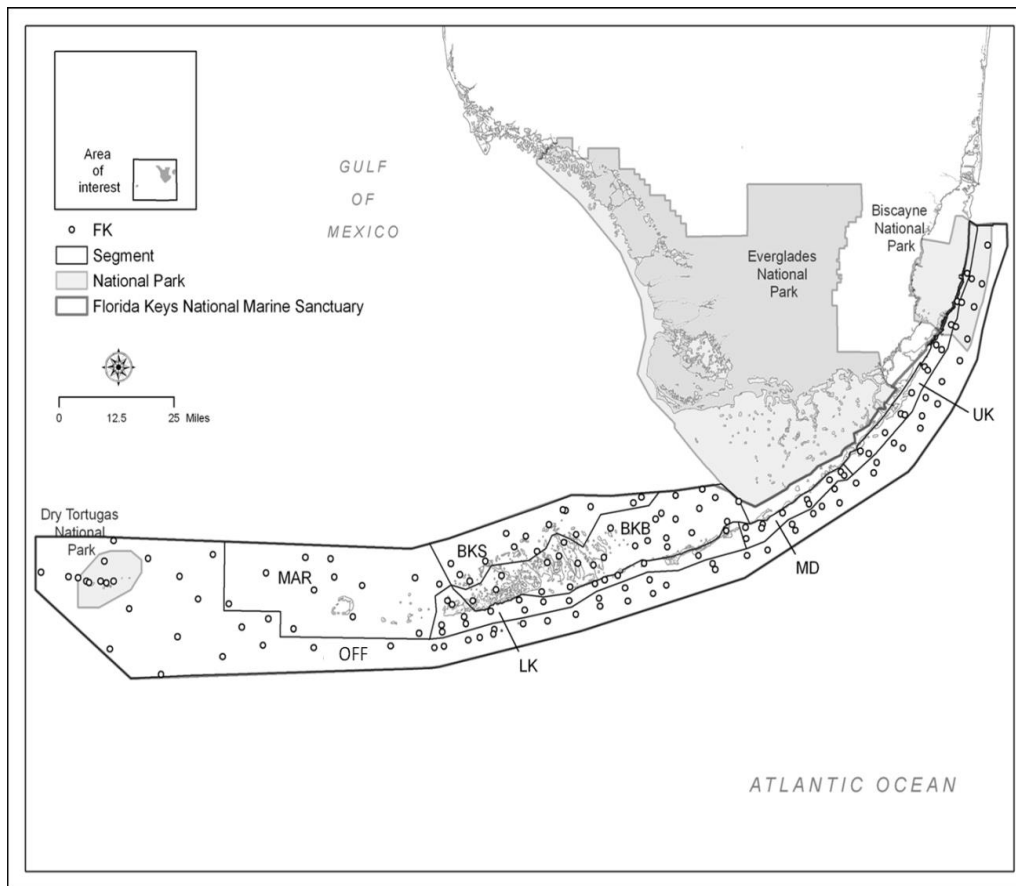 Area
of
interest
FK
Segment
National Park
Florida Keys National Marine Sanctuary
0 12.5 25 Miles
GULF
OF
MEXICO
Biscayne
National
Park
Everglades
National
Park
UK
Dry Tortugas
National
Park
BKS
BKB
MAR
MD
OFF
LK
ATLANTIC OCEAN